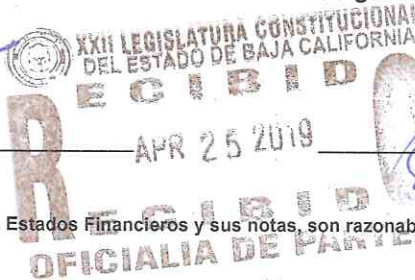 XXII LEGISLATURA CONSTITUCIONAL
DEL ESTADO DE BAJA CALIFORNIA
RECIBIDO
APR 25 2019
Estados Financieros y sus notas, son razonab
RECIBIDO
OFICIALIA DE PARTE